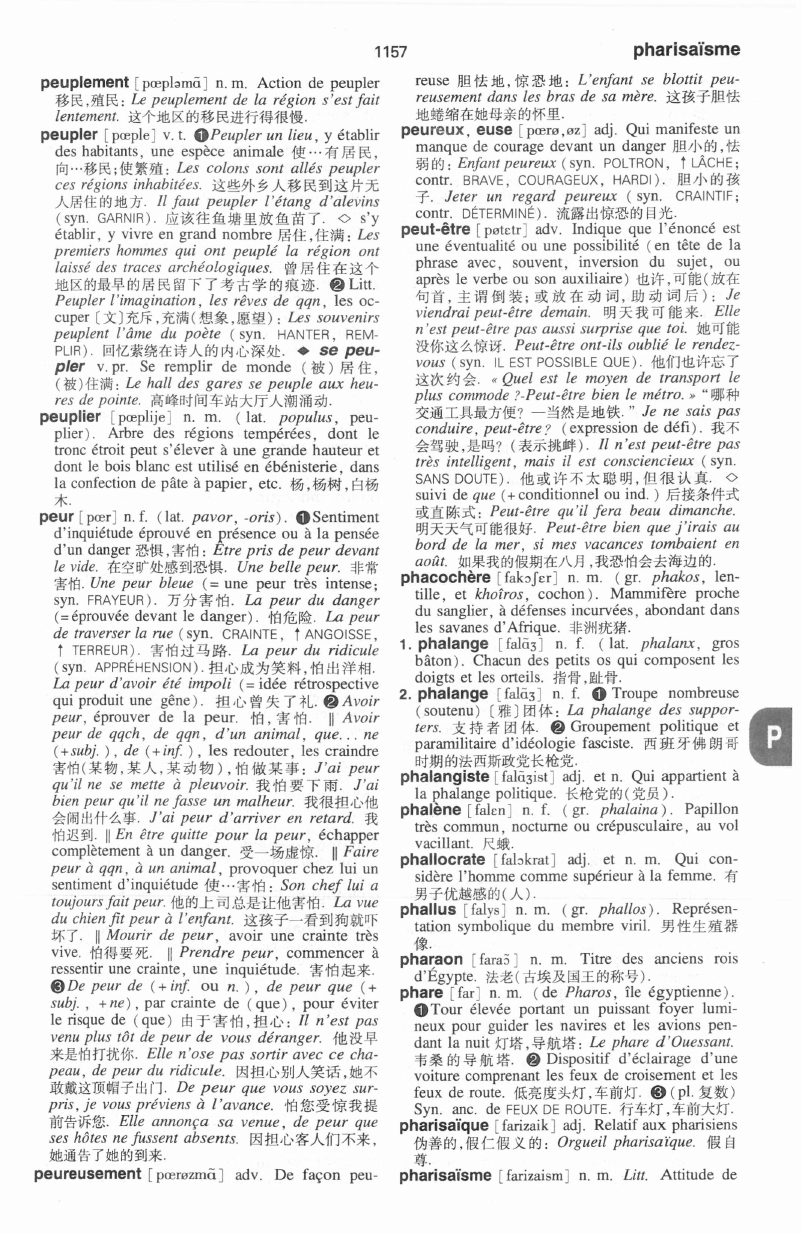 1157
pharisaïsme
peuplement [pœpləmɑ̃] n. m. Action de peupler
移民,殖民: Le peuplement de la région s'est fait
lentement. 这个地区的移民进行得很慢.
peupler [pœple] v. t. ❶Peupler un lieu, y établir
des habitants, une espèce animale 使…有居民,
向…移民;使繁殖: Les colons sont allés peupler
ces régions inhabitées. 这些外乡人移民到这片无
人居住的地方. Il faut peupler l'étang d'alevins
(syn. GARNIR). 应该往鱼塘里放鱼苗了. ◇ s'y
établir, y vivre en grand nombre 居住,住满: Les
premiers hommes qui ont peuplé la région ont
laissé des traces archéologiques. 曾居住在这个
地区的最早的居民留下了考古学的痕迹. ❷Litt.
Peupler l'imagination, les rêves de qqn, les oc-
cuper〔文〕充斥,充满(想象,愿望): Les souvenirs
peuplent l'âme du poète (syn. HANTER, REM-
PLIR). 回忆萦绕在诗人的内心深处. ◆ se peu-
pler v. pr. Se remplir de monde (被)居住,
(被)住满: Le hall des gares se peuple aux heu-
res de pointe. 高峰时间车站大厅人潮涌动.
peuplier [pœplije] n. m. (lat. populus, peu-
plier). Arbre des régions tempérées, dont le
tronc étroit peut s'élever à une grande hauteur et
dont le bois blanc est utilisé en ébénisterie, dans
la confection de pâte à papier, etc. 杨,杨树,白杨
木.
peur [pœr] n. f. (lat. pavor, -oris). ❶Sentiment
d'inquiétude éprouvé en présence ou à la pensée
d'un danger 恐惧,害怕: Être pris de peur devant
le vide. 在空旷处感到恐惧. Une belle peur. 非常
害怕. Une peur bleue (= une peur très intense;
syn. FRAYEUR). 万分害怕. La peur du danger
(=éprouvée devant le danger). 怕危险. La peur
de traverser la rue (syn. CRAINTE, ↑ANGOISSE,
↑ TERREUR). 害怕过马路. La peur du ridicule
(syn. APPRÉHENSION). 担心成为笑料,怕出洋相.
La peur d'avoir été impoli (= idée rétrospective
qui produit une gêne). 担心曾失了礼. ❷Avoir
peur, éprouver de la peur. 怕,害怕. ‖ Avoir
peur de qqch, de qqn, d'un animal, que... ne
(+subj.), de (+inf.), les redouter, les craindre
害怕(某物,某人,某动物),怕做某事: J'ai peur
qu'il ne se mette à pleuvoir. 我怕要下雨. J'ai
bien peur qu'il ne fasse un malheur. 我很担心他
会闹出什么事. J'ai peur d'arriver en retard. 我
怕迟到. ‖ En être quitte pour la peur, échapper
complètement à un danger. 受一场虚惊. ‖ Faire
peur à qqn, à un animal, provoquer chez lui un
sentiment d'inquiétude 使…害怕: Son chef lui a
toujours fait peur. 他的上司总是让他害怕. La vue
du chien fit peur à l'enfant. 这孩子一看到狗就吓
坏了. ‖ Mourir de peur, avoir une crainte très
vive. 怕得要死. ‖ Prendre peur, commencer à
ressentir une crainte, une inquiétude. 害怕起来.
❸De peur de (+inf. ou n.), de peur que (+
subj., +ne), par crainte de (que), pour éviter
le risque de (que) 由于害怕,担心: Il n'est pas
venu plus tôt de peur de vous déranger. 他没早
来是怕打扰你. Elle n'ose pas sortir avec ce cha-
peau, de peur du ridicule. 因担心别人笑话,她不
敢戴这顶帽子出门. De peur que vous soyez sur-
pris, je vous préviens à l'avance. 怕您受惊我提
前告诉您. Elle annonça sa venue, de peur que
ses hôtes ne fussent absents. 因担心客人们不来,
她通告了她的到来.
peureusement [pœrøzmɑ̃] adv. De façon peu-
reuse 胆怯地,惊恐地: L'enfant se blottit peu-
reusement dans les bras de sa mère. 这孩子胆怯
地蜷缩在她母亲的怀里.
peureux, euse [pœrø,øz] adj. Qui manifeste un
manque de courage devant un danger 胆小的,怯
弱的: Enfant peureux (syn. POLTRON, ↑LÂCHE;
contr. BRAVE, COURAGEUX, HARDI). 胆小的孩
子. Jeter un regard peureux (syn. CRAINTIF;
contr. DÉTERMINÉ). 流露出惊恐的目光.
peut-être [pøtɛtr] adv. Indique que l'énoncé est
une éventualité ou une possibilité (en tête de la
phrase avec, souvent, inversion du sujet, ou
après le verbe ou son auxiliaire) 也许,可能(放在
句首,主谓倒装;或放在动词,助动词后): Je
viendrai peut-être demain. 明天我可能来. Elle
n'est peut-être pas aussi surprise que toi. 她可能
没你这么惊讶. Peut-être ont-ils oublié le rendez-
vous (syn. IL EST POSSIBLE QUE). 他们也许忘了
这次约会. « Quel est le moyen de transport le
plus commode ?-Peut-être bien le métro. » “哪种
交通工具最方便? —当然是地铁.” Je ne sais pas
conduire, peut-être? (expression de défi). 我不
会驾驶,是吗? (表示挑衅). Il n'est peut-être pas
très intelligent, mais il est consciencieux (syn.
SANS DOUTE). 他或许不太聪明,但很认真. ◇
suivi de que (+conditionnel ou ind.) 后接条件式
或直陈式: Peut-être qu'il fera beau dimanche.
明天天气可能很好. Peut-être bien que j'irais au
bord de la mer, si mes vacances tombaient en
août. 如果我的假期在八月,我恐怕会去海边的.
phacochère [fakɔʃɛr] n. m. (gr. phakos, len-
tille, et khoîros, cochon). Mammifère proche
du sanglier, à défenses incurvées, abondant dans
les savanes d'Afrique. 非洲疣猪.
1. phalange [falɑ̃ʒ] n. f. (lat. phalanx, gros
bâton). Chacun des petits os qui composent les
doigts et les orteils. 指骨,趾骨.
2. phalange [falɑ̃ʒ] n. f. ❶ Troupe nombreuse
(soutenu)〔雅〕团体: La phalange des suppor-
ters. 支持者团体. ❷ Groupement politique et
paramilitaire d'idéologie fasciste. 西班牙佛朗哥
时期的法西斯政党长枪党.
phalangiste [falɑ̃ʒist] adj. et n. Qui appartient à
la phalange politique. 长枪党的(党员).
phalène [falɛn] n. f. (gr. phalaina). Papillon
très commun, nocturne ou crépusculaire, au vol
vacillant. 尺蛾.
phallocrate [falɔkrat] adj. et n. m. Qui con-
sidère l'homme comme supérieur à la femme. 有
男子优越感的(人).
phallus [falys] n. m. (gr. phallos). Représen-
tation symbolique du membre viril. 男性生殖器
像.
pharaon [faraɔ̃] n. m. Titre des anciens rois
d'Égypte. 法老(古埃及国王的称号).
phare [far] n. m. (de Pharos, île égyptienne).
❶Tour élevée portant un puissant foyer lumi-
neux pour guider les navires et les avions pen-
dant la nuit 灯塔,导航塔: Le phare d'Ouessant.
韦桑的导航塔. ❷ Dispositif d'éclairage d'une
voiture comprenant les feux de croisement et les
feux de route. 低亮度头灯,车前灯. ❸(pl. 复数)
Syn. anc. de FEUX DE ROUTE. 行车灯,车前大灯.
pharisaïque [farizaik] adj. Relatif aux pharisiens
伪善的,假仁假义的: Orgueil pharisaïque. 假自
尊.
pharisaïsme [farizaism] n. m. Litt. Attitude de
P